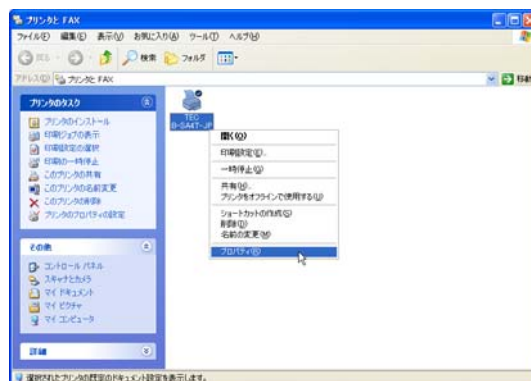 プリンタと FAX
ファイル(F) 編集(E) 表示(V) お気に入り(A) ツール(T) ヘルプ(H)
戻る 検索 フォルダ
アドレス(D) プリンタと FAX 移動
プリンタのタスク
プリンタのインストール
印刷ジョブの表示
印刷設定の選択
印刷の一時停止
このプリンタの共有
このプリンタの名前変更
このプリンタの削除
プリンタのプロパティの設定
その他
コントロール パネル
スキャナとカメラ
マイ ドキュメント
マイ ピクチャ
マイ コンピュータ
詳細
TEC
B-SA4T-JP
開く(O)
印刷設定(E)...
一時停止(G)
共有(H)...
プリンタをオフラインで使用する(U)
ショートカットの作成(S)
削除(D)
名前の変更(M)
プロパティ(R)
選択されたプリンタの既定のドキュメント設定を表示します。